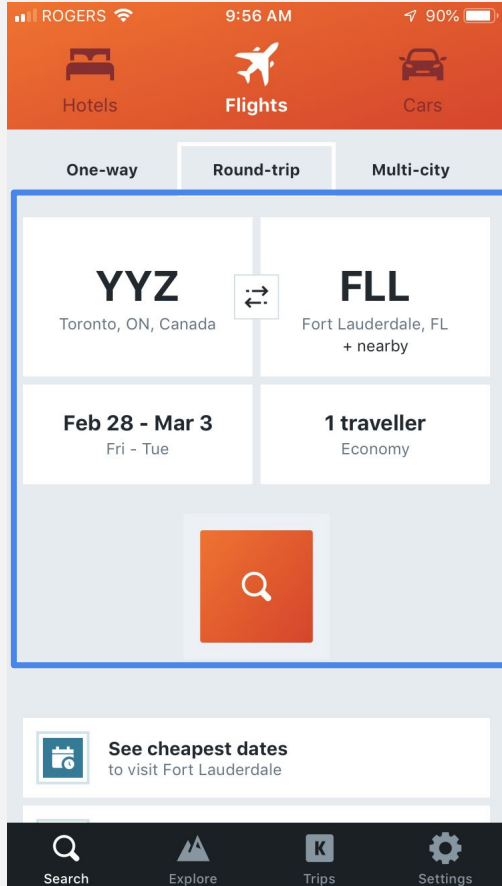 ROGERS 9:56 AM 90%
Hotels Flights Cars
One-way Round-trip Multi-city
YYZ FLL
Toronto, ON, Canada Fort Lauderdale, FL
+ nearby
Feb 28 - Mar 3 1 traveller
Fri - Tue Economy
See cheapest dates
to visit Fort Lauderdale
K
Search Explore Trips Settings